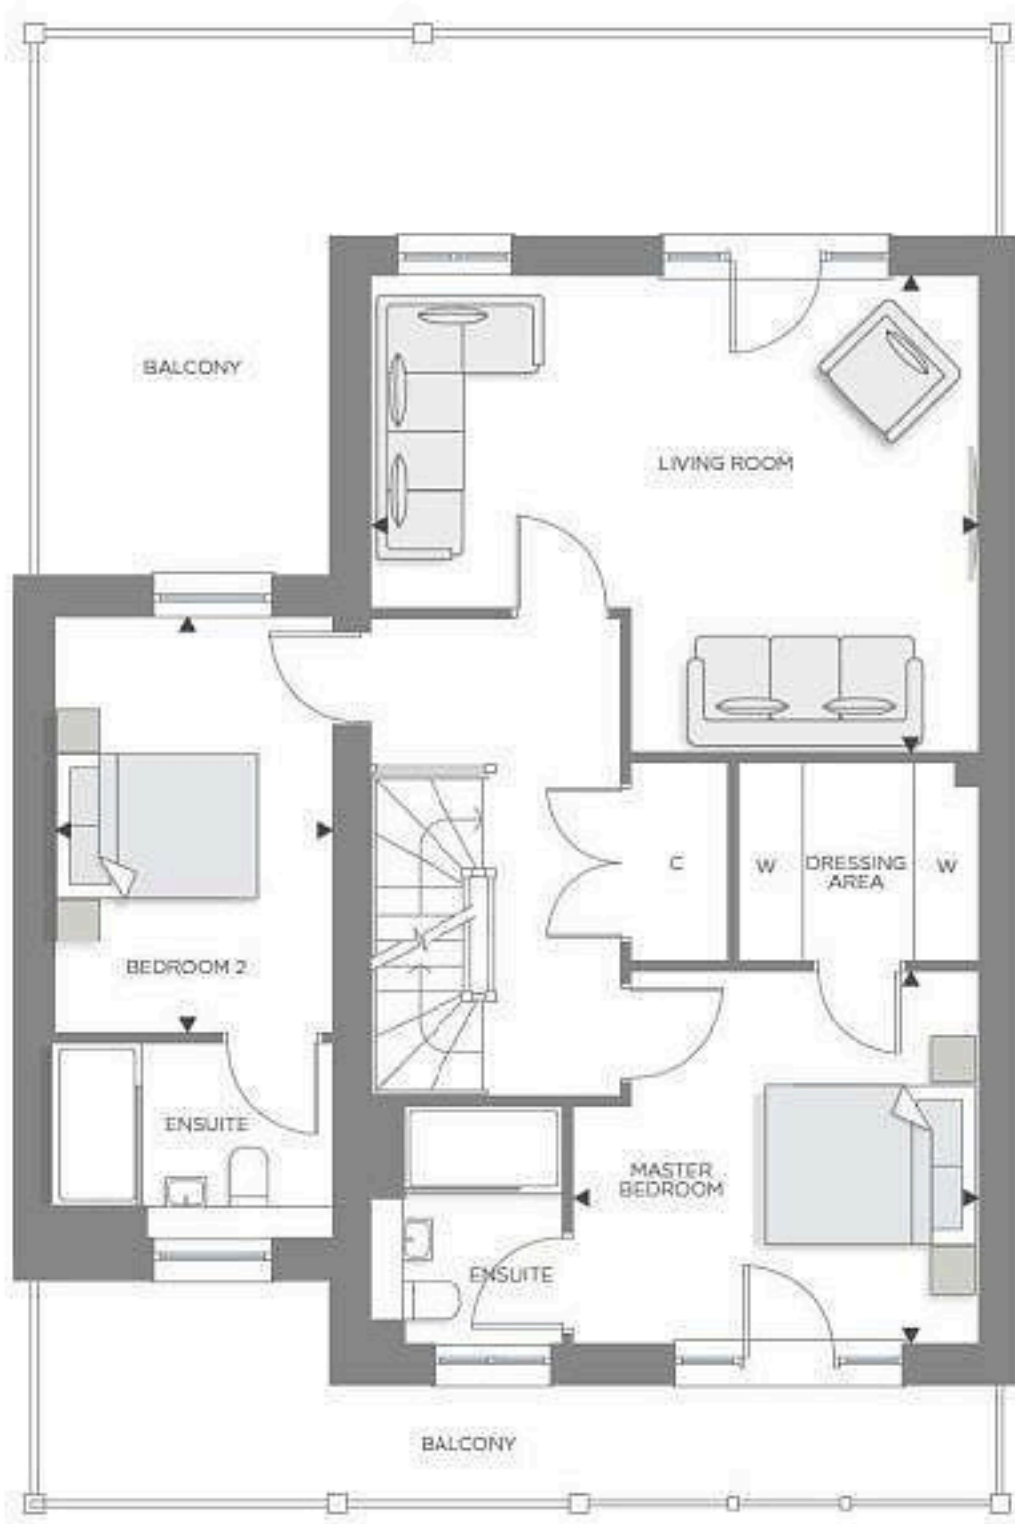 BALCONY
LIVING ROOM
C
W
DRESSING
AREA
W
BEDROOM 2
ENSUITE
MASTER
BEDROOM
ENSUITE
BALCONY